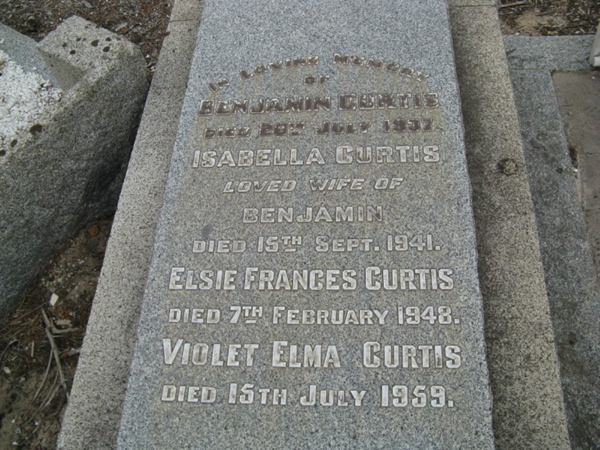 IN LOVING MEMORY
OF
BENJAMIN CURTIS
DIED 20TH JULY 1937.
ISABELLA CURTIS
LOVED WIFE OF
BENJAMIN
DIED 15TH SEPT. 1941.
ELSIE FRANCES CURTIS
DIED 7TH FEBRUARY 1948.
VIOLET ELMA CURTIS
DIED 15TH JULY 1959.